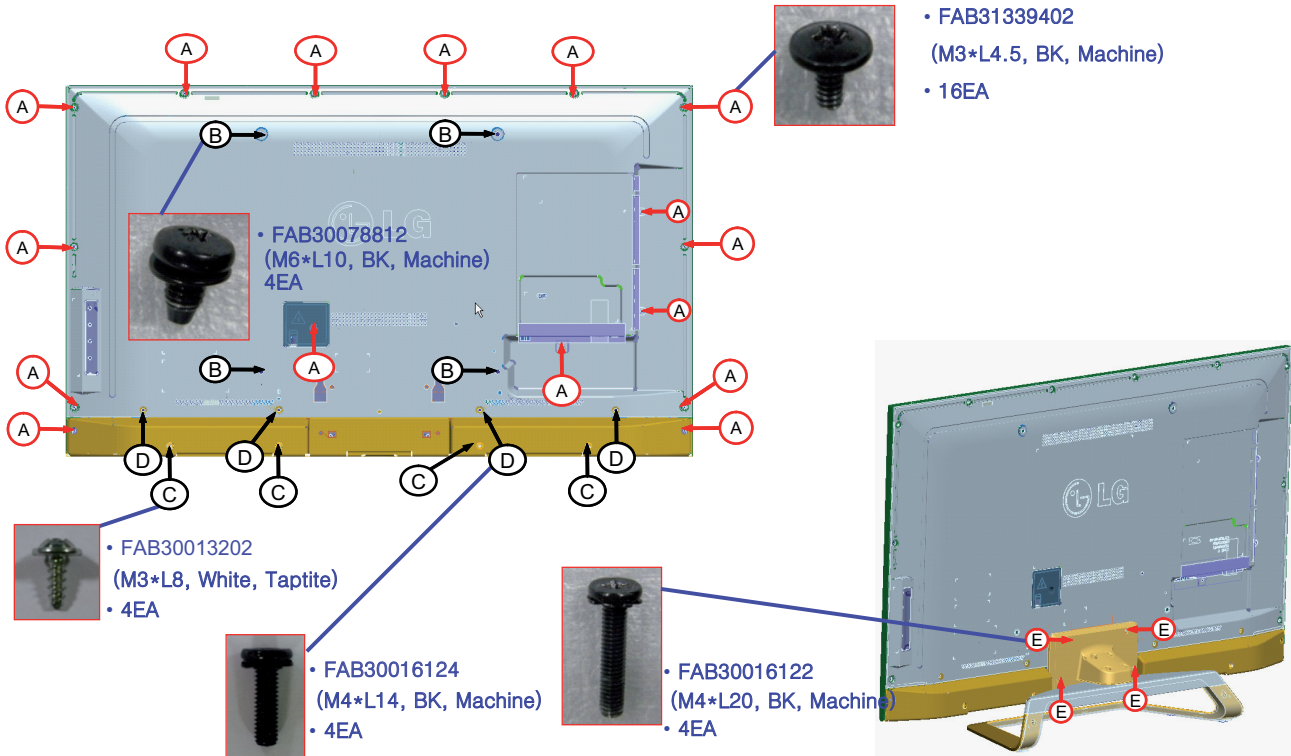 A
A
A
A
A
A
• FAB31339402
(M3*L4.5, BK, Machine)
• 16EA
B
B
LG
A
A
A
A
• FAB30078812
(M6*L10, BK, Machine)
4EA
B
A
B
A
A
A
A
A
D
D
D
D
C
C
C
C
• FAB30013202
(M3*L8, White, Taptite)
• 4EA
• FAB30016124
(M4*L14, BK, Machine)
• 4EA
• FAB30016122
(M4*L20, BK, Machine)
• 4EA
LG
E
E
E
E